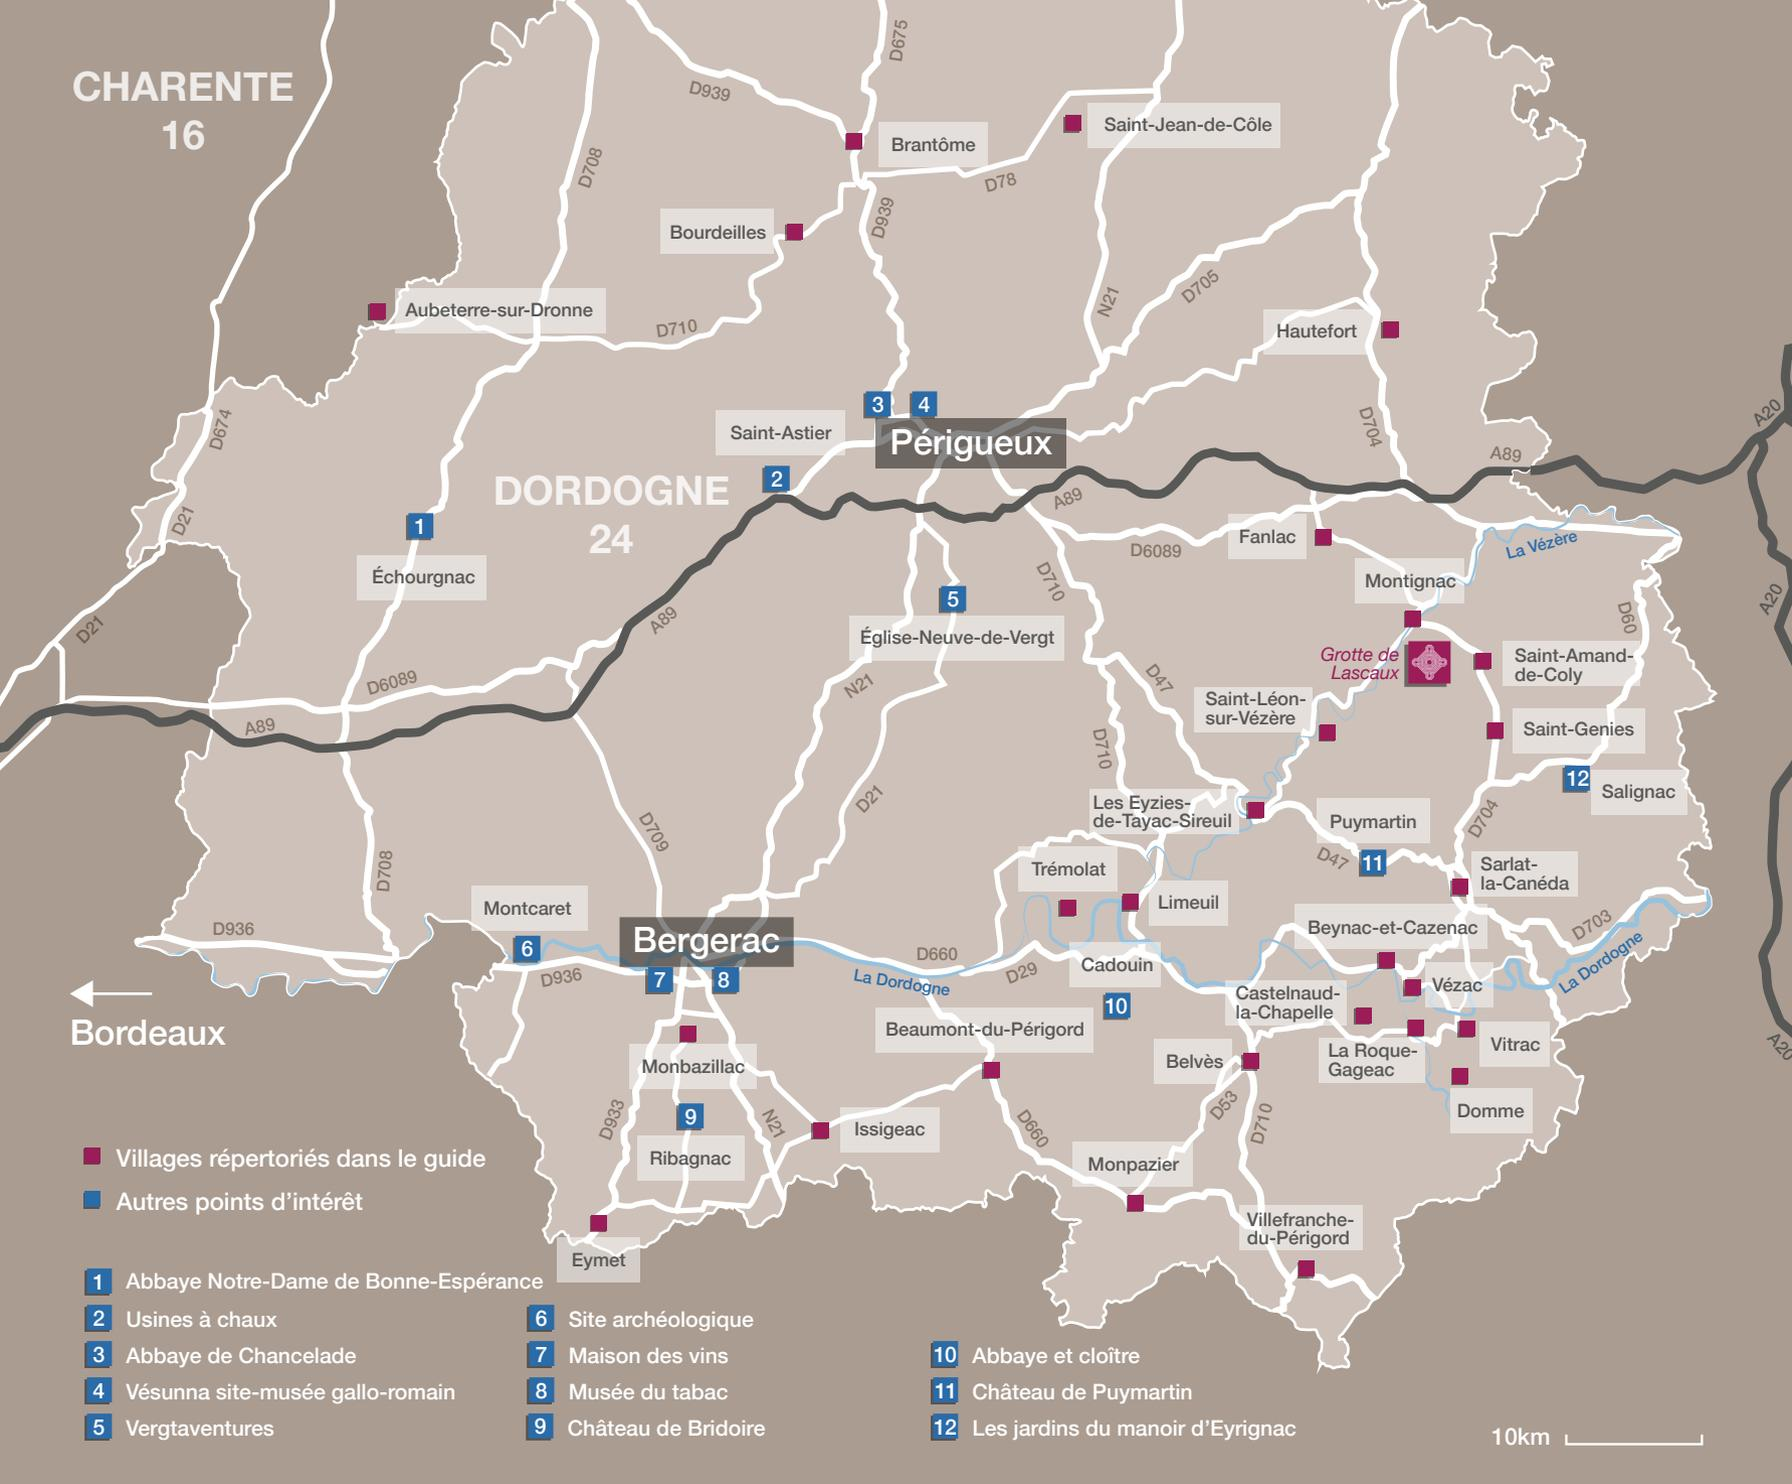 CHARENTE
16
D675
D939
Saint-Jean-de-Côle
Brantôme
D708
D78
D939
Bourdeilles
D705
N21
Aubeterre-sur-Dronne
D710
Hautefort
3
4
A20
D674
Saint-Astier
D704
Périgueux
A89
2
DORDOGNE
24
A89
D21
1
Fanlac
D6089
La Vézère
Échourgnac
D710
Montignac
A20
5
D21
A89
D60
Église-Neuve-de-Vergt
Grotte de
Lascaux
Saint-Amand-
de-Coly
D6089
N21
D47
Saint-Léon-
sur-Vézère
A89
Saint-Genies
D710
12
Salignac
D21
Les Eyzies-
de-Tayac-Sireuil
Puymartin
D704
D709
D47
11
D708
Trémolat
Sarlat-
la-Canéda
Montcaret
Limeuil
D936
Beynac-et-Cazenac
D703
6
Bergerac
D660
Cadouin
D29
La Dordogne
D936
7
8
La Dordogne
Vézac
Castelnaud-
la-Chapelle
10
Bordeaux
Beaumont-du-Périgord
Vitrac
A20
La Roque-
Gageac
Belvès
Monbazillac
D53
Domme
D933
9
N21
Issigeac
D660
D710
Ribagnac
Monpazier
Villefranche-
du-Périgord
Eymet
Villages répertoriés dans le guide
Autres points d’intérêt
1 Abbaye Notre-Dame de Bonne-Espérance
2 Usines à chaux
3 Abbaye de Chancelade
4 Vésunna site-musée gallo-romain
5 Vergtaventures
6 Site archéologique
7 Maison des vins
8 Musée du tabac
9 Château de Bridoire
10 Abbaye et cloître
11 Château de Puymartin
12 Les jardins du manoir d’Eyrignac
10km